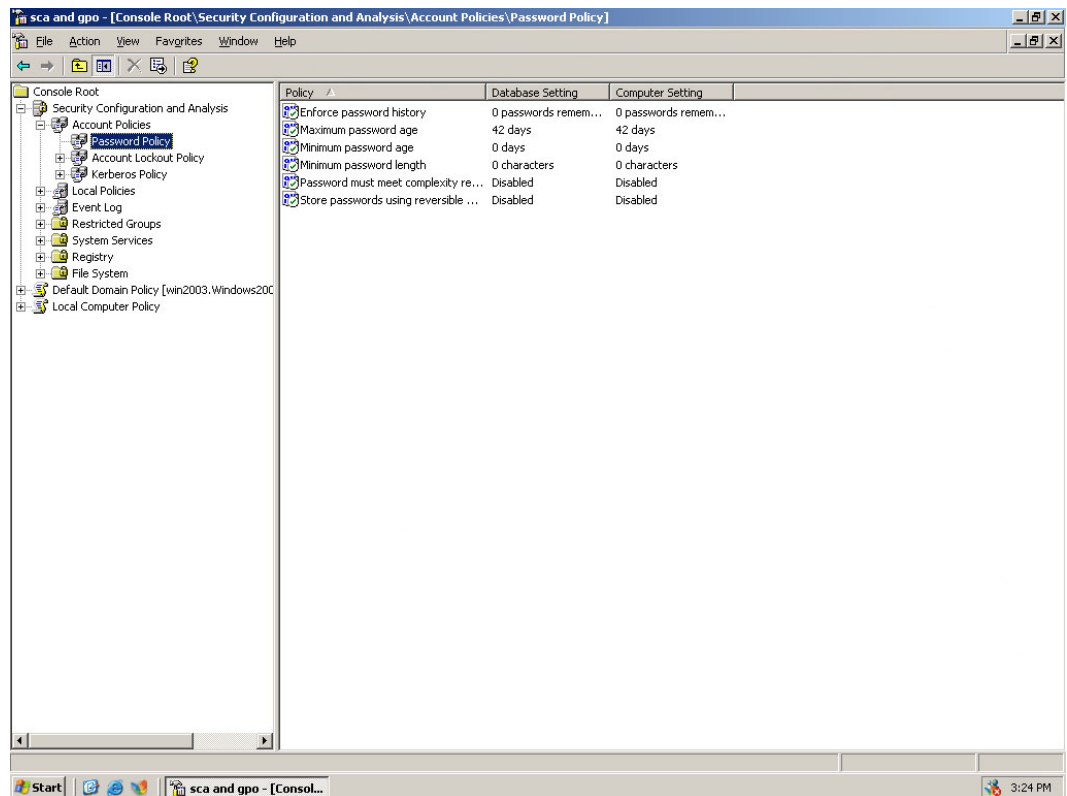 sca and gpo - [Console Root\Security Configuration and Analysis\Account Policies\Password Policy]
File Action View Favorites Window Help
Console Root
Security Configuration and Analysis
Account Policies
Password Policy
Account Lockout Policy
Kerberos Policy
Local Policies
Event Log
Restricted Groups
System Services
Registry
File System
Default Domain Policy [win2003.Windows200
Local Computer Policy
Policy Database Setting Computer Setting
Enforce password history 0 passwords remem... 0 passwords remem...
Maximum password age 42 days 42 days
Minimum password age 0 days 0 days
Minimum password length 0 characters 0 characters
Password must meet complexity re... Disabled Disabled
Store passwords using reversible ... Disabled Disabled
Start sca and gpo - [Consol... 3:24 PM